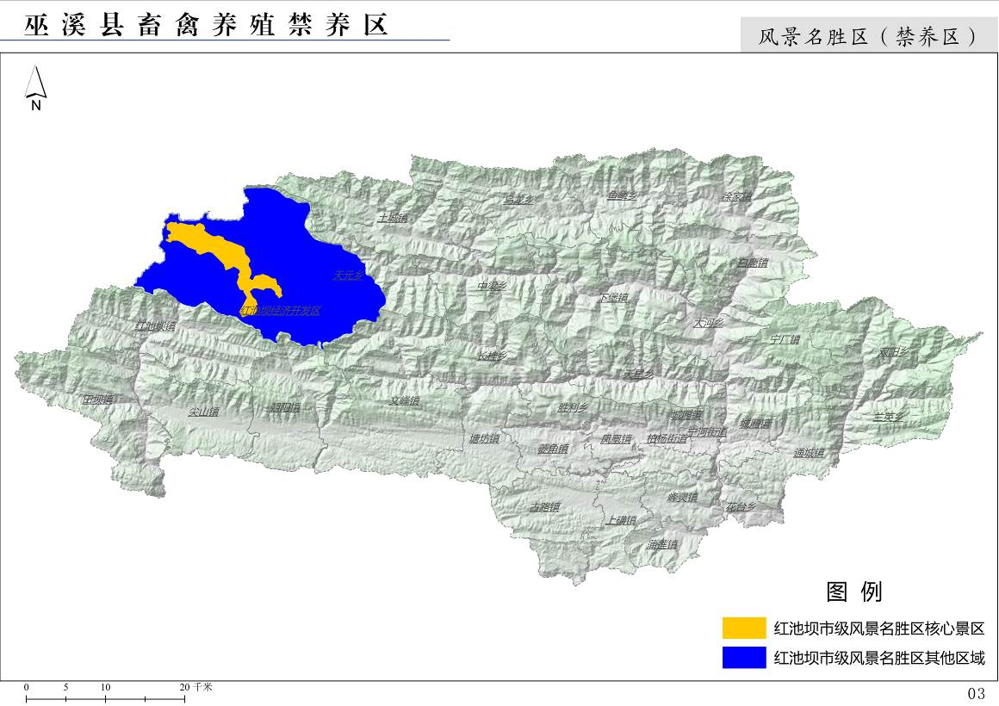 巫溪县畜禽养殖禁养区
风景名胜区（禁养区）
N
乌龙乡
鱼鳞乡
徐家镇
土城镇
白鹿镇
天元乡
中梁乡
下堡镇
红池坝经济开发区
大河乡
红池坝镇
宁厂镇
双阳乡
长桂乡
天星乡
田坝镇
尖山镇
朝阳镇
文峰镇
胜利乡
城厢镇
城厢镇
兰英乡
塘坊镇
菱角镇
凤凰镇
柏杨街道
宁河街道
通城镇
古路镇
上磺镇
峰灵镇
花台乡
蒲莲镇
图 例
红池坝市级风景名胜区核心景区
红池坝市级风景名胜区其他区域
0 5 10 20 千米
03